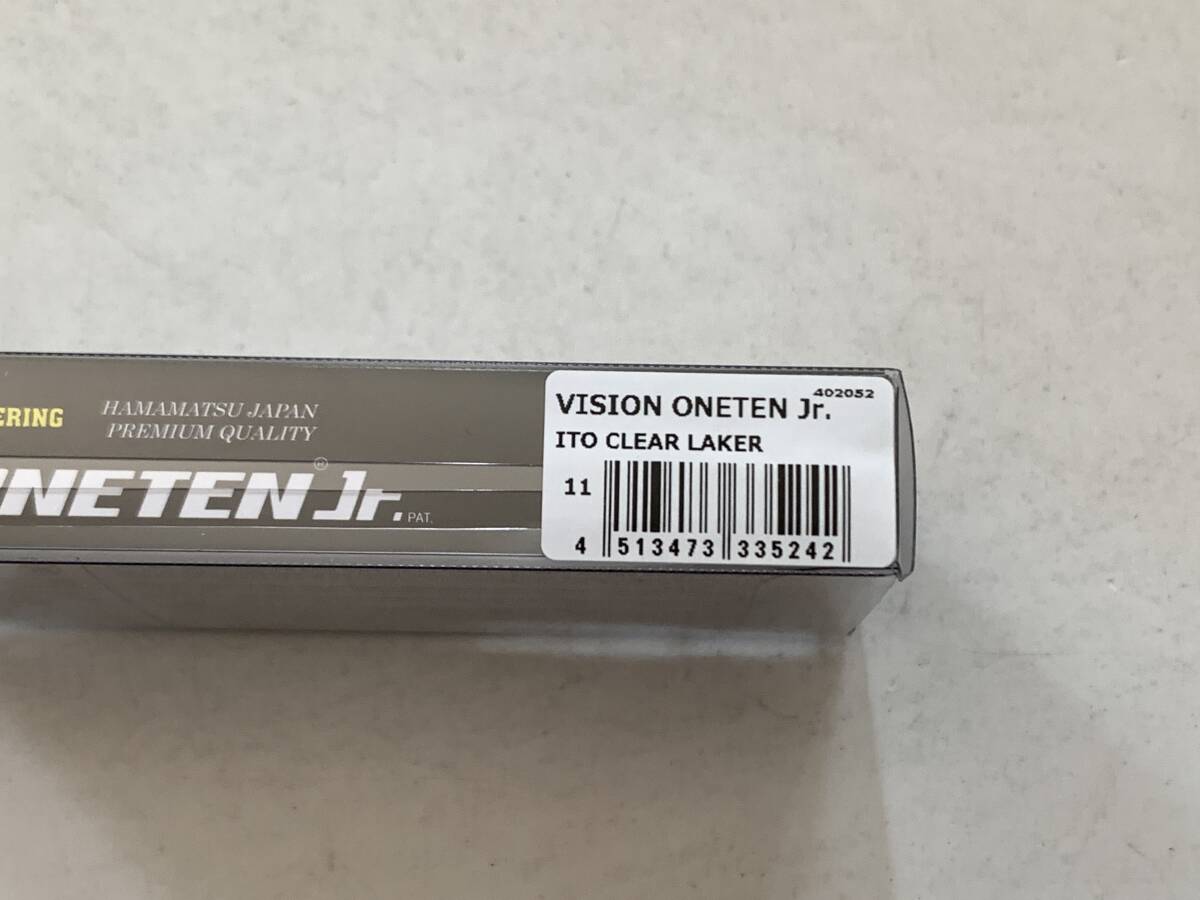 ERING
HAMAMATSU JAPAN
PREMIUM QUALITY
NETEN Jr.®
PAT.
402052
VISION ONETEN Jr.
ITO CLEAR LAKER
11
4 513473 335242